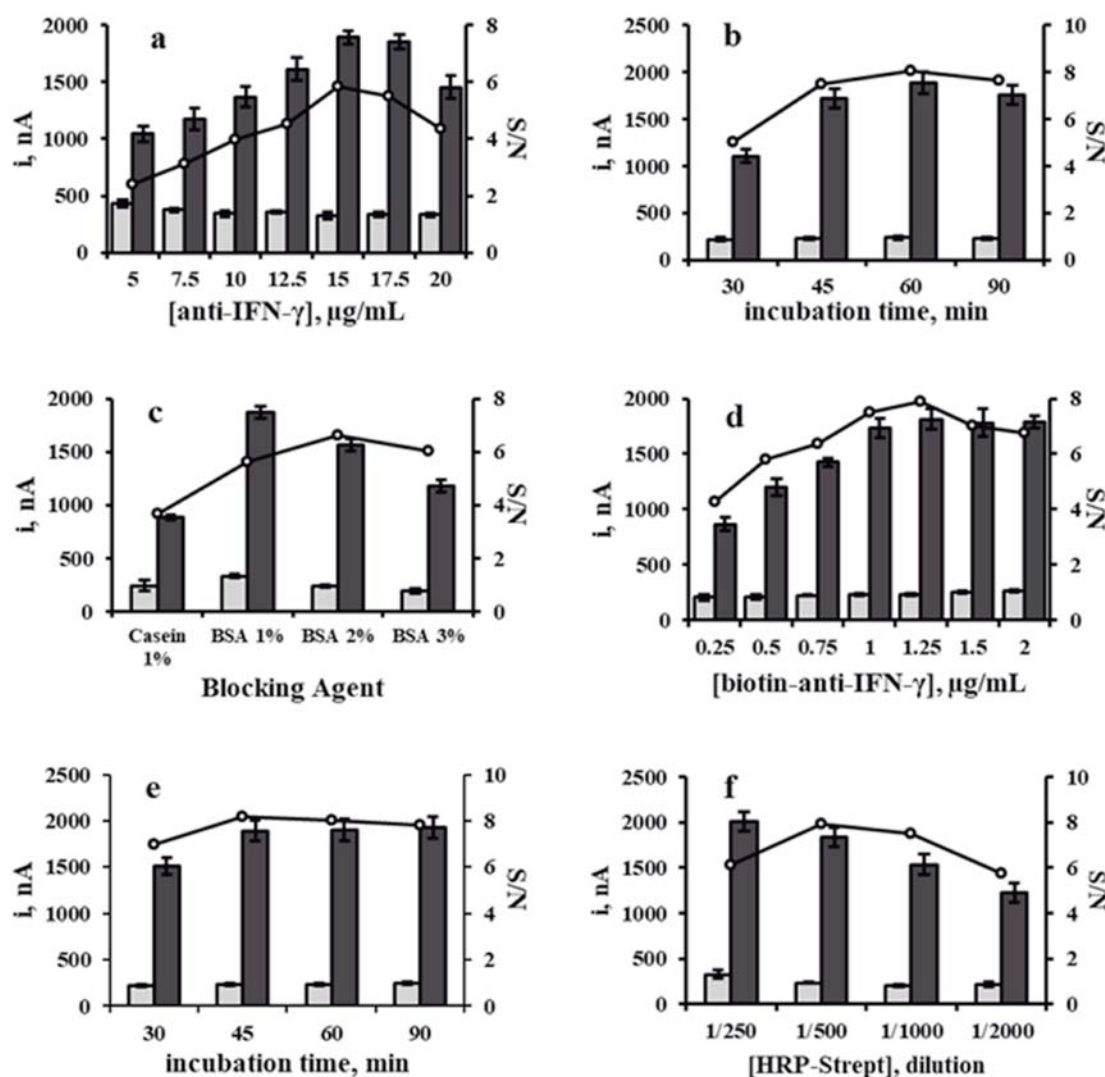 a
2000
1500
1000
500
0
i, nA
8
6
4
2
0
S/N
5 7.5 10 12.5 15 17.5 20
[anti-IFN-γ], µg/mL
b
2500
2000
1500
1000
500
0
i, nA
10
8
6
4
2
0
S/N
30 45 60 90
incubation time, min
c
2000
1500
1000
500
0
i, nA
8
6
4
2
0
S/N
Casein BSA 1% BSA 2% BSA 3%
1%
Blocking Agent
d
2000
1500
1000
500
0
i, nA
8
6
4
2
0
S/N
0.25 0.5 0.75 1 1.25 1.5 2
[biotin-anti-IFN-γ], µg/mL
e
2500
2000
1500
1000
500
0
i, nA
10
8
6
4
2
0
S/N
30 45 60 90
incubation time, min
f
2500
2000
1500
1000
500
0
i, nA
10
8
6
4
2
0
S/N
1/250 1/500 1/1000 1/2000
[HRP-Strept], dilution